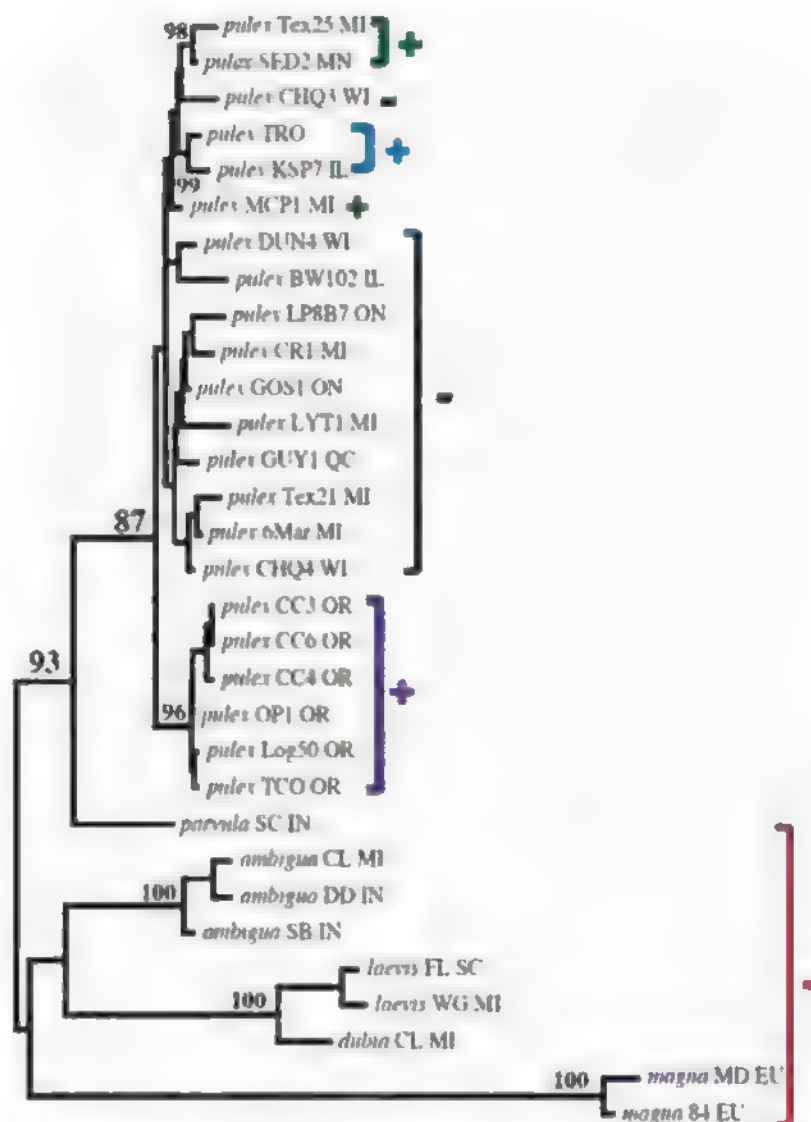 98
pulex Tex25 MI
+
pulex SED2 MN
pulex CHQ3 WI -
pulex TRO
+
pulex KSP7 IL
99
pulex MCP1 MI +
pulex DUN4 WI
pulex BW102 IL
pulex LP8B7 ON
pulex CR1 MI
pulex GOS1 ON
-
pulex LYT1 MI
pulex GUY1 QC
pulex Tex21 MI
87
pulex 6Mar MI
pulex CHQ4 WI
pulex CC3 OR
pulex CC6 OR
93
pulex CC4 OR
+
96
pulex OP1 OR
pulex Log50 OR
pulex TCO OR
parvula SC IN
ambigua CL MI
100
ambigua DD IN
ambigua SB IN
laevis FL SC
-
100
laevis WG MI
dubia CL MI
100
magna MD EU
magna 84 EU